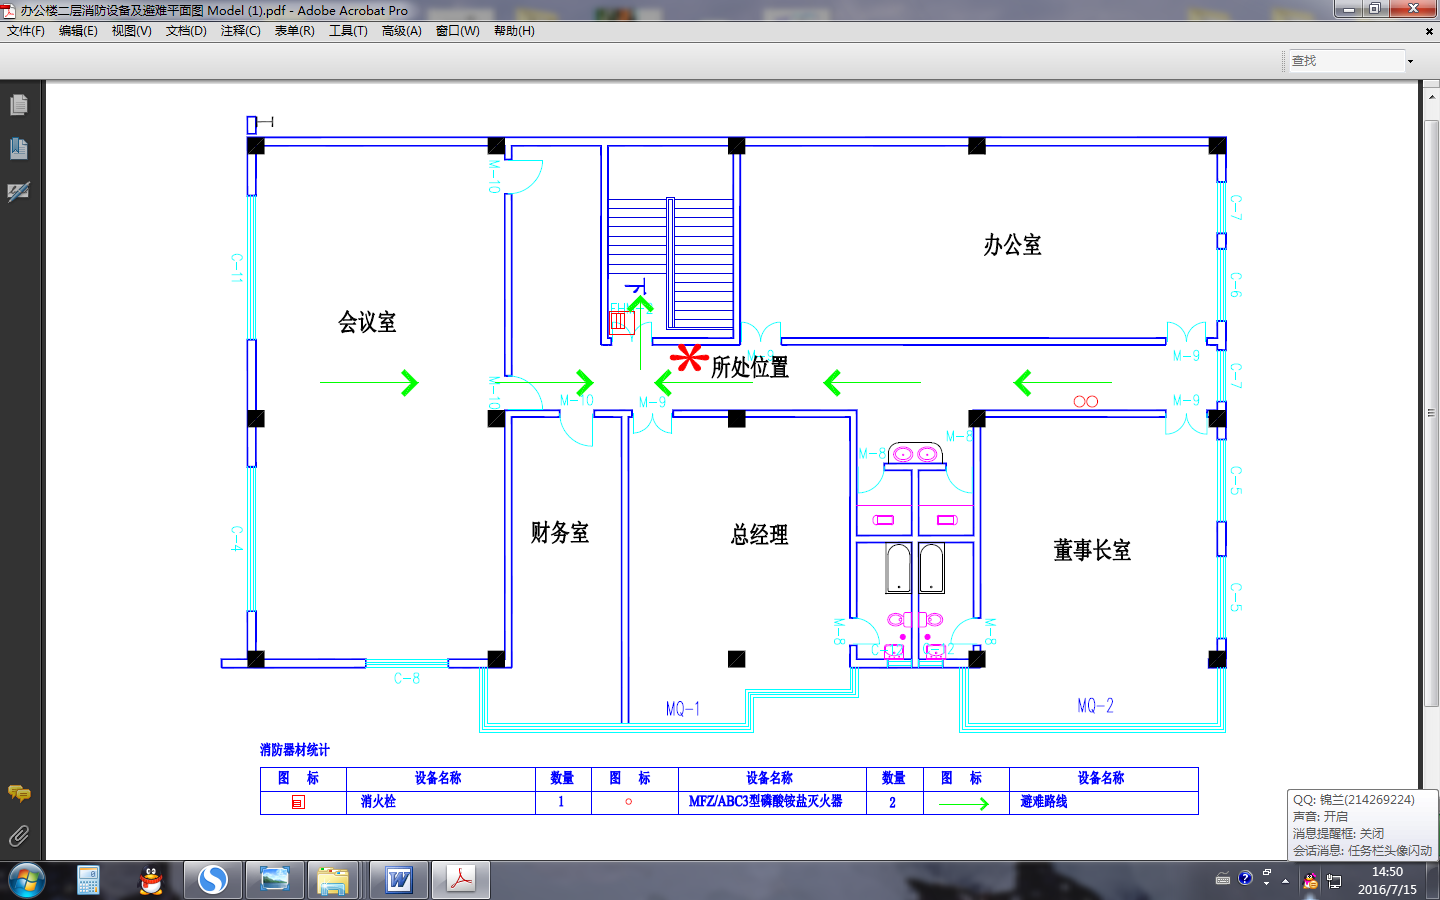 办公楼二层消防设备及避难平面图 Model (1).pdf - Adobe Acrobat Pro
文件(F) 编辑(E) 视图(V) 文档(D) 注释(C) 表单(R) 工具(T) 高级(A) 窗口(W) 帮助(H)
查找
M-10
C-7
办公室
C-11
C-6
下
会议室
M-9
M-9
所处位置
C-7
M-10
M-10
M-9
M-9
M-8
M-8
C-5
财务室
总经理
董事长室
C-4
C-5
M-8
M-8
C-12
C-8
MQ-1
MQ-2
消防器材统计
图 标 设备名称 数量 图 标 设备名称 数量 图 标 设备名称
消火栓 1 MFZ/ABC3型磷酸铵盐灭火器 2 避难路线
QQ: 锦兰(214269224)
声音: 开启
消息提醒框: 关闭
会话消息: 任务栏头像闪动
14:50
2016/7/15